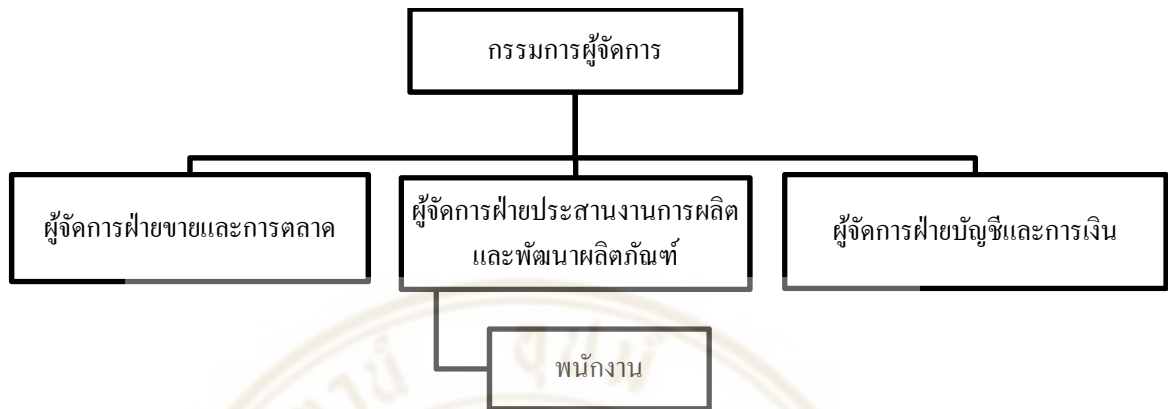 กรรมการผู้จัดการ
ผู้จัดการฝ่ายขายและการตลาด
ผู้จัดการฝ่ายประสานงานการผลิต
และพัฒนาผลิตภัณฑ์
ผู้จัดการฝ่ายบัญชีและการเงิน
พนักงาน